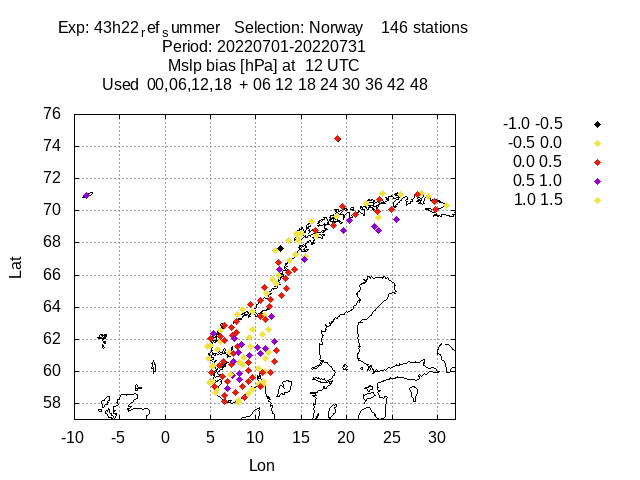 Exp: 43h22refsummer Selection: Norway 146 stations
Period: 20220701-20220731
Mslp bias [hPa] at 12 UTC
Used 00,06,12,18 + 06 12 18 24 30 36 42 48
-1.0 -0.5
-0.5 0.0
0.0 0.5
0.5 1.0
1.0 1.5
76
74
72
70
68
66
64
62
60
58
Lat
-10 -5 0 5 10 15 20 25 30
Lon